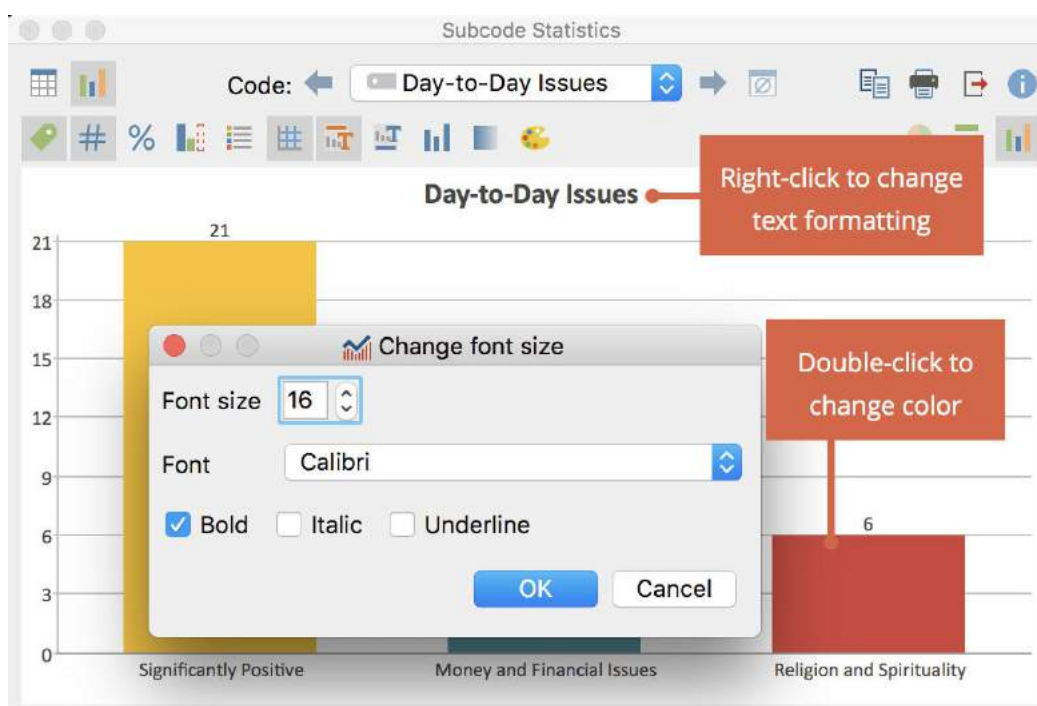 Subcode Statistics
Code: Day-to-Day Issues
# %
Day-to-Day Issues
Right-click to change
text formatting
21
21
18
15
12
9
6
3
0
Change font size
Font size 16
Font Calibri
Bold Italic Underline
OK Cancel
Double-click to
change color
6
Significantly Positive Money and Financial Issues Religion and Spirituality